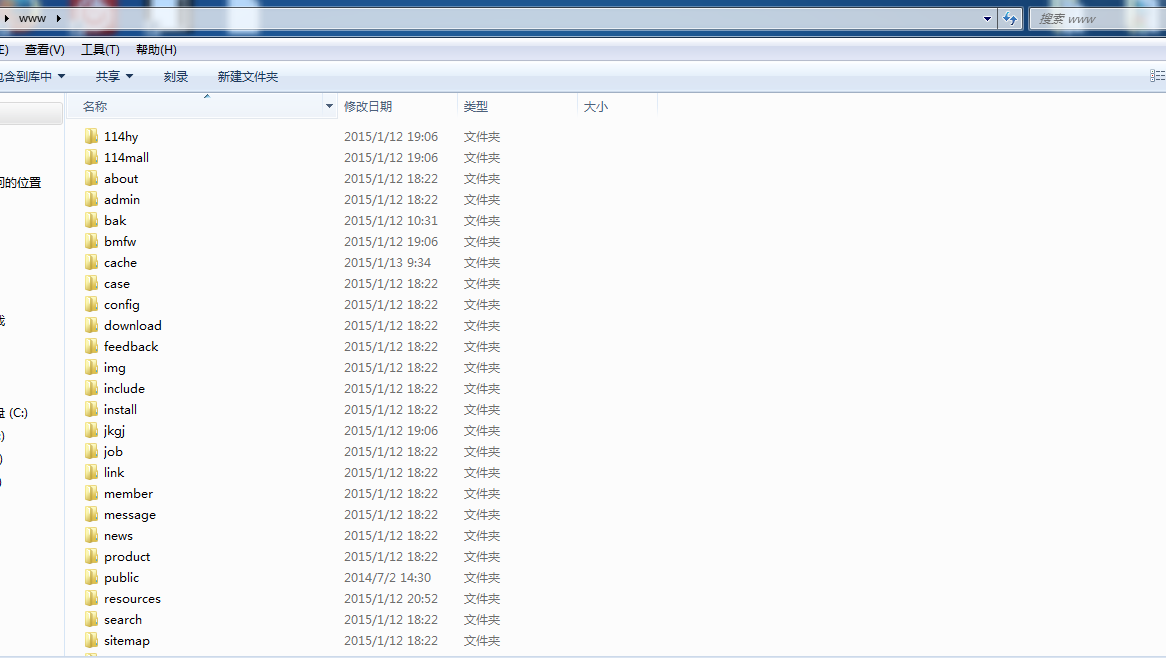 www
搜索 www
E) 查看(V) 工具(T) 帮助(H)
含到库中 共享 刻录 新建文件夹
名称 修改日期 类型 大小
114hy 2015/1/12 19:06 文件夹
114mall 2015/1/12 19:06 文件夹
about 2015/1/12 18:22 文件夹
的位置
admin 2015/1/12 18:22 文件夹
bak 2015/1/12 10:31 文件夹
bmfw 2015/1/12 19:06 文件夹
cache 2015/1/13 9:34 文件夹
case 2015/1/12 18:22 文件夹
config 2015/1/12 18:22 文件夹
download 2015/1/12 18:22 文件夹
feedback 2015/1/12 18:22 文件夹
img 2015/1/12 18:22 文件夹
include 2015/1/12 18:22 文件夹
install 2015/1/12 18:22 文件夹
(C:)
jkgj 2015/1/12 19:06 文件夹
:)
job 2015/1/12 18:22 文件夹
)
link 2015/1/12 18:22 文件夹
)
member 2015/1/12 18:22 文件夹
message 2015/1/12 18:22 文件夹
news 2015/1/12 18:22 文件夹
product 2015/1/12 18:22 文件夹
public 2014/7/2 14:30 文件夹
resources 2015/1/12 20:52 文件夹
search 2015/1/12 18:22 文件夹
sitemap 2015/1/12 18:22 文件夹